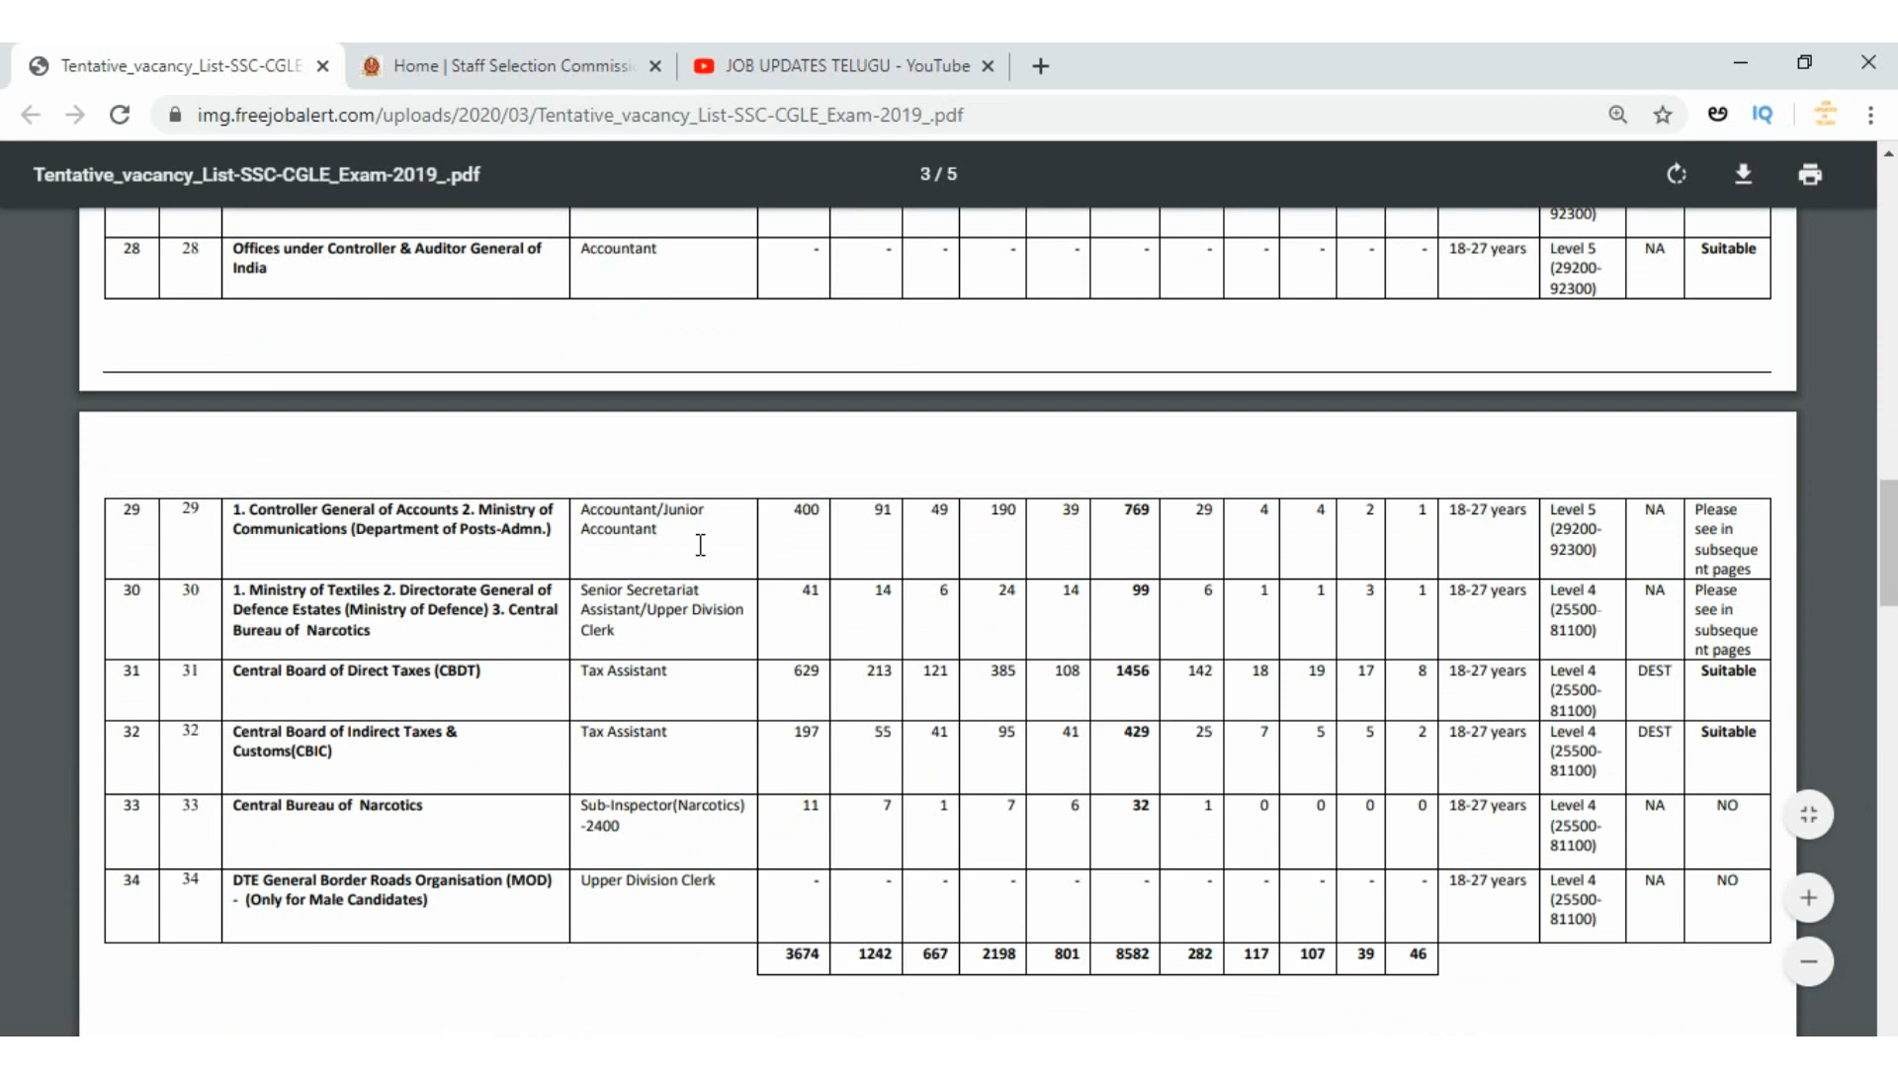 Tentative_vacancy_List-SSC-CGLE
Home | Staff Selection Commissi
JOB UPDATES TELUGU - YouTube
img.freejobalert.com/uploads/2020/03/Tentative_vacancy_List-SSC-CGLE_Exam-2019_.pdf
IQ
Tentative_vacancy_List-SSC-CGLE_Exam-2019_.pdf 3 / 5
92300)
28 28 Offices under Controller & Auditor General of Accountant - - - - - - - - - - - 18-27 years Level 5 NA Suitable
India (29200-
92300)
29 29 1. Controller General of Accounts 2. Ministry of Accountant/Junior 400 91 49 190 39 769 29 4 4 2 1 18-27 years Level 5 NA Please
Communications (Department of Posts-Admn.) Accountant (29200- see in
92300) subseque
nt pages
30 30 1. Ministry of Textiles 2. Directorate General of Senior Secretariat 41 14 6 24 14 99 6 1 1 3 1 18-27 years Level 4 NA Please
Defence Estates (Ministry of Defence) 3. Central Assistant/Upper Division (25500- see in
Bureau of Narcotics Clerk 81100) subseque
nt pages
31 31 Central Board of Direct Taxes (CBDT) Tax Assistant 629 213 121 385 108 1456 142 18 19 17 8 18-27 years Level 4 DEST Suitable
(25500-
81100)
32 32 Central Board of Indirect Taxes & Tax Assistant 197 55 41 95 41 429 25 7 5 5 2 18-27 years Level 4 DEST Suitable
Customs(CBIC) (25500-
81100)
33 33 Central Bureau of Narcotics Sub-Inspector(Narcotics) 11 7 1 7 6 32 1 0 0 0 0 18-27 years Level 4 NA NO
-2400 (25500-
81100)
34 34 DTE General Border Roads Organisation (MOD) Upper Division Clerk - - - - - - - - - - - 18-27 years Level 4 NA NO
- (Only for Male Candidates) (25500-
81100)
3674 1242 667 2198 801 8582 282 117 107 39 46